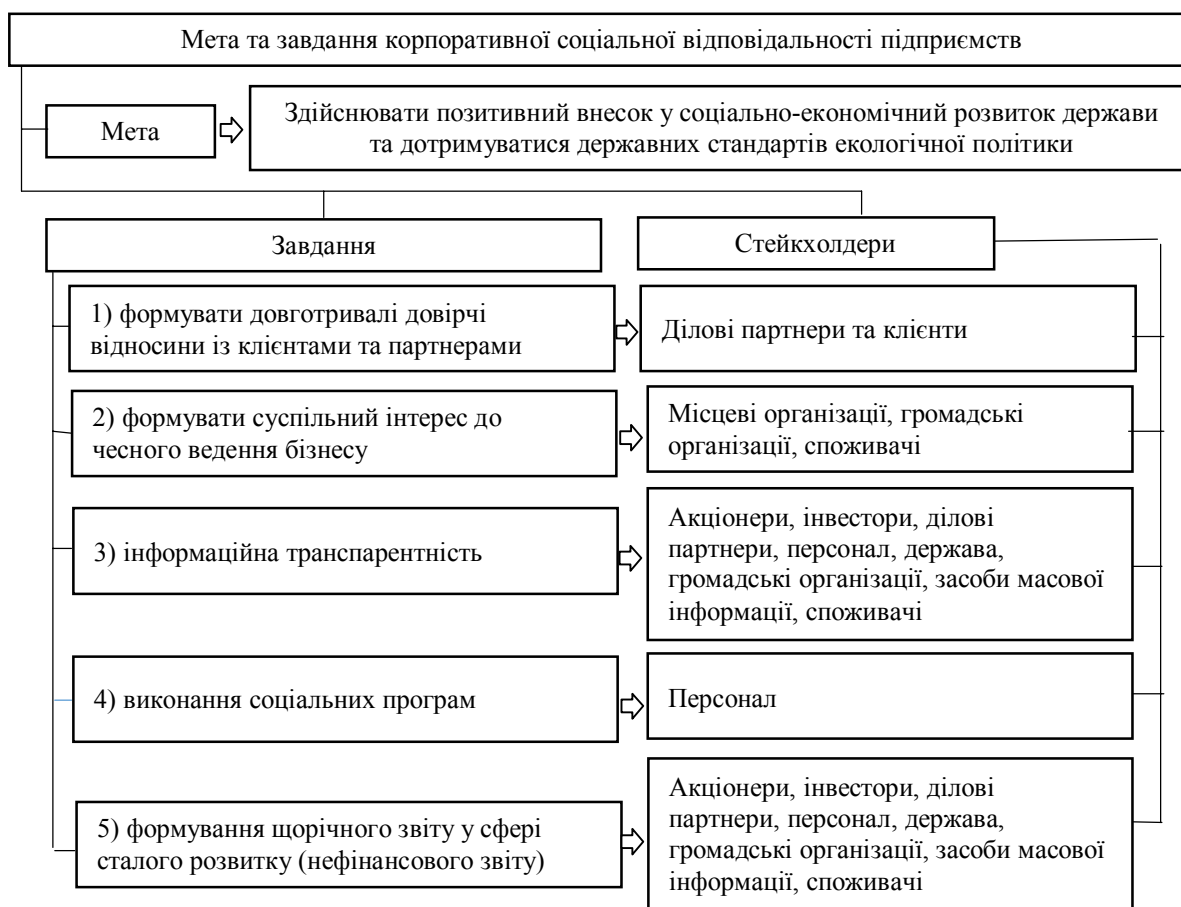 Мета та завдання корпоративної соціальної відповідальності підприємств
Мета
Здійснювати позитивний внесок у соціально-економічний розвиток держави
та дотримуватися державних стандартів екологічної політики
Завдання
Стейкхолдери
1) формувати довготривалі довірчі
відносини із клієнтами та партнерами
Ділові партнери та клієнти
2) формувати суспільний інтерес до
чесного ведення бізнесу
Місцеві організації, громадські
організації, споживачі
3) інформаційна транспарентність
Акціонери, інвестори, ділові
партнери, персонал, держава,
громадські організації, засоби масової
інформації, споживачі
4) виконання соціальних програм
Персонал
5) формування щорічного звіту у сфері
сталого розвитку (нефінансового звіту)
Акціонери, інвестори, ділові
партнери, персонал, держава,
громадські організації, засоби масової
інформації, споживачі